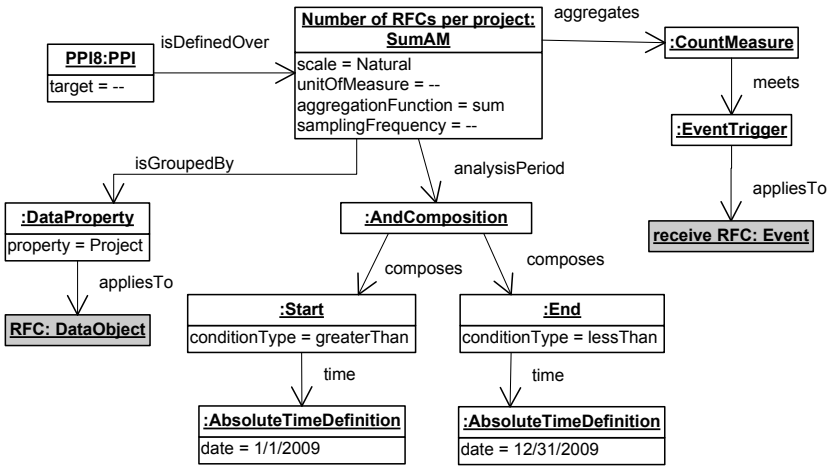 aggregates
Number of RFCs per project:
SumAM
isDefinedOver
:CountMeasure
PPI8:PPI
target = --
scale = Natural
unitOfMeasure = --
aggregationFunction = sum
samplingFrequency = --
meets
:EventTrigger
isGroupedBy
analysisPeriod
appliesTo
:DataProperty
property = Project
:AndComposition
receive RFC: Event
appliesTo
composes
composes
RFC: DataObject
:Start
conditionType = greaterThan
:End
conditionType = lessThan
time
time
:AbsoluteTimeDefinition
date = 1/1/2009
:AbsoluteTimeDefinition
date = 12/31/2009